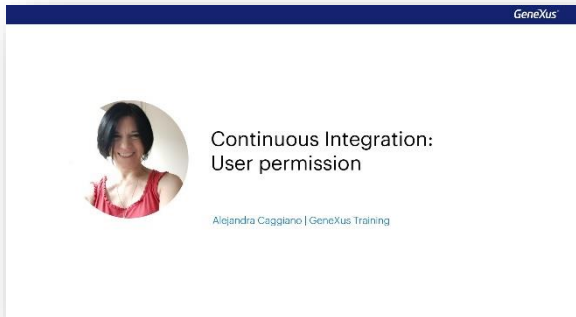 GeneXus
Continuous Integration:
User permission
Alejandra Caggiano | GeneXus Training